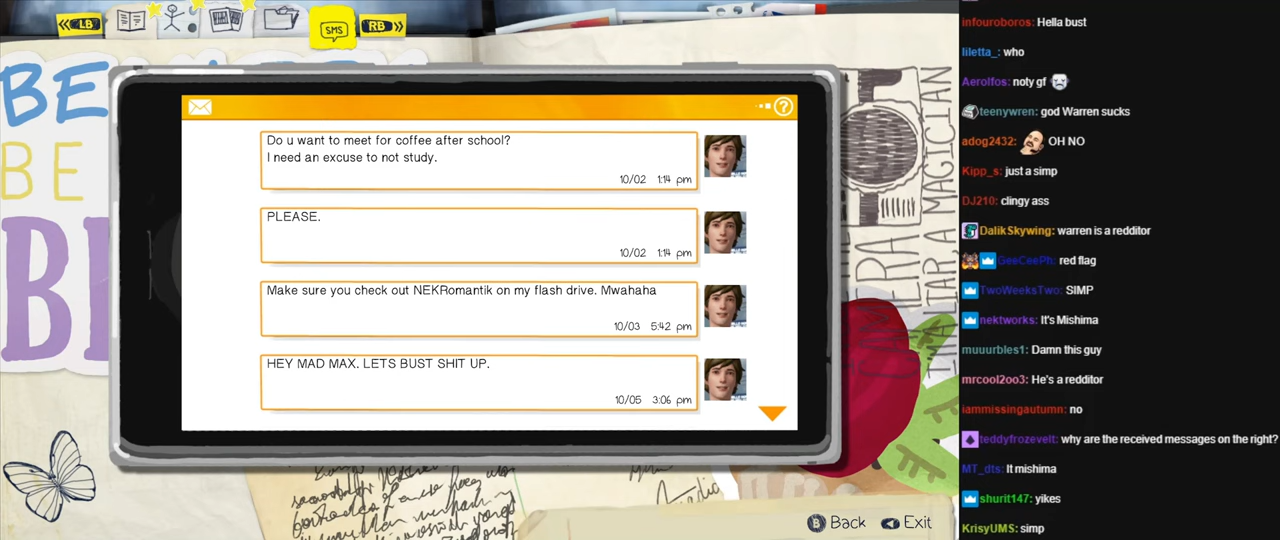 LB
SMS
RB
BE
BE
B
Do u want to meet for coffee after school?
I need an excuse to not study.
10/02 1:14 pm
PLEASE.
10/02 1:14 pm
Make sure you check out NEKRomantik on my flash drive. Mwahaha
10/03 5:42 pm
HEY MAD MAX. LETS BUST SHIT UP.
10/05 3:06 pm
MAGICIAN
B Back
Exit
infouroboros: Hella bust
liletta_: who
Aerolfos: noty gf
teenywren: god Warren sucks
adog2432: OH NO
Kipp_s: just a simp
DJ210: clingy ass
DalikSkywing: warren is a redditor
GeeCeePh: red flag
TwoWeeksTwo: SIMP
nektworks: It's Mishima
muuurbles1: Damn this guy
mrcool2oo3: He's a redditor
iammissingautumn: no
teddyfrozevelt: why are the received messages on the right?
MT_dts: It mishima
shurit147: yikes
KrisyUMS: simp